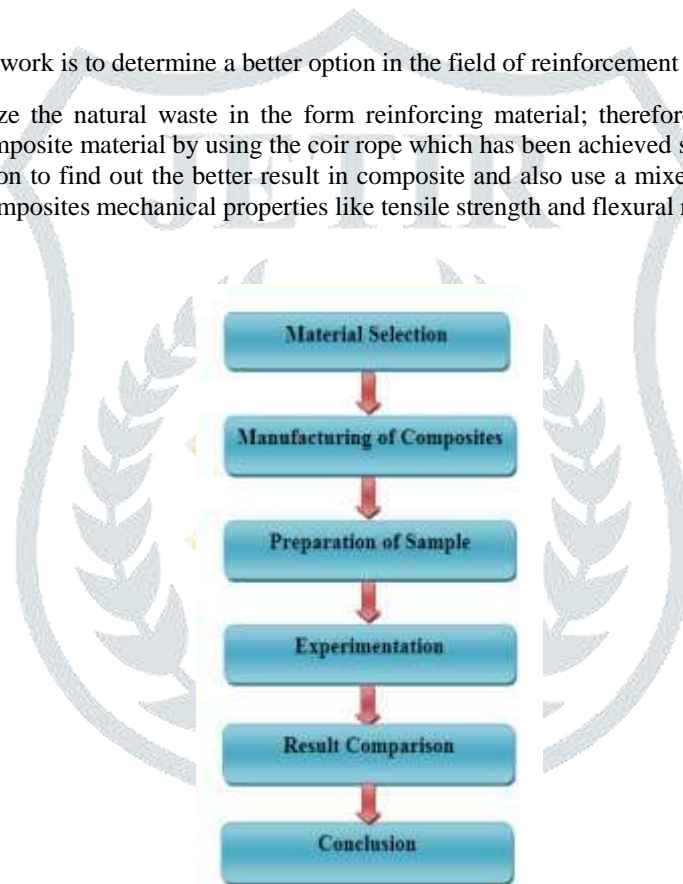 work is to determine a better option in the field of reinforcement
ze the natural waste in the form reinforcing material; therefor
mposite material by using the coir rope which has been achieved s
on to find out the better result in composite and also use a mixe
omposites mechanical properties like tensile strength and flexural r
JETIR
Material Selection
Manufacturing of Composites
Preparation of Sample
Experimentation
Result Comparison
Conclusion